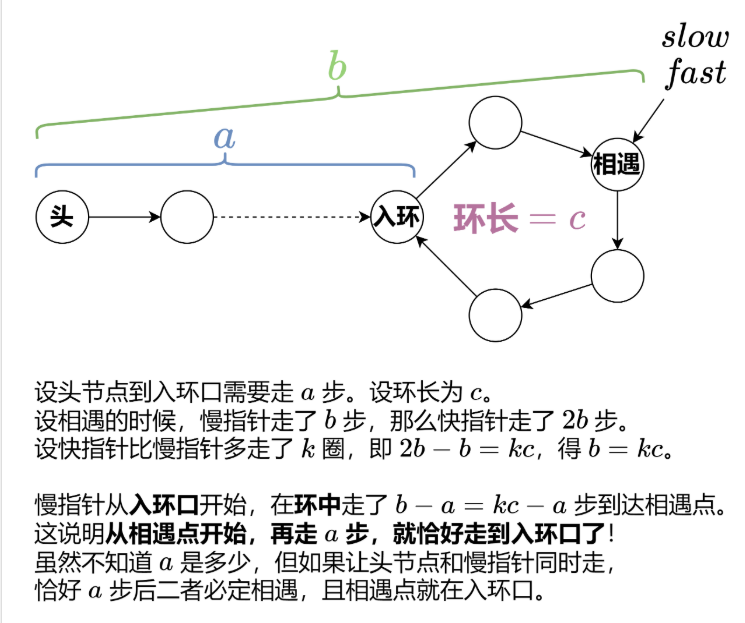 slow
fast
b
a
相遇
头
入环
环长 = c
设头节点到入环口需要走 a 步。设环长为 c。
设相遇的时候，慢指针走了 b 步，那么快指针走了 2b 步。
设快指针比慢指针多走了 k 圈，即 2b − b = kc，得 b = kc。
慢指针从入环口开始，在环中走了 b − a = kc − a 步到达相遇点。
这说明从相遇点开始，再走 a 步，就恰好走到入环口了！
虽然不知道 a 是多少，但如果让头节点和慢指针同时走，
恰好 a 步后二者必定相遇，且相遇点就在入环口。